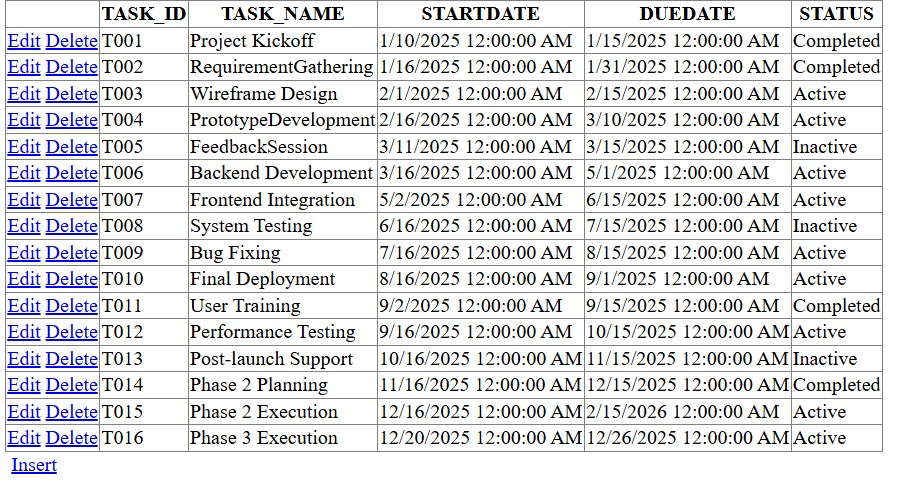 TASK_ID TASK_NAME STARTDATE DUEDATE STATUS
Edit Delete T001 Project Kickoff 1/10/2025 12:00:00 AM 1/15/2025 12:00:00 AM Completed
Edit Delete T002 RequirementGathering 1/16/2025 12:00:00 AM 1/31/2025 12:00:00 AM Completed
Edit Delete T003 Wireframe Design 2/1/2025 12:00:00 AM 2/15/2025 12:00:00 AM Active
Edit Delete T004 PrototypeDevelopment 2/16/2025 12:00:00 AM 3/10/2025 12:00:00 AM Active
Edit Delete T005 FeedbackSession 3/11/2025 12:00:00 AM 3/15/2025 12:00:00 AM Inactive
Edit Delete T006 Backend Development 3/16/2025 12:00:00 AM 5/1/2025 12:00:00 AM Active
Edit Delete T007 Frontend Integration 5/2/2025 12:00:00 AM 6/15/2025 12:00:00 AM Active
Edit Delete T008 System Testing 6/16/2025 12:00:00 AM 7/15/2025 12:00:00 AM Inactive
Edit Delete T009 Bug Fixing 7/16/2025 12:00:00 AM 8/15/2025 12:00:00 AM Active
Edit Delete T010 Final Deployment 8/16/2025 12:00:00 AM 9/1/2025 12:00:00 AM Active
Edit Delete T011 User Training 9/2/2025 12:00:00 AM 9/15/2025 12:00:00 AM Completed
Edit Delete T012 Performance Testing 9/16/2025 12:00:00 AM 10/15/2025 12:00:00 AM Active
Edit Delete T013 Post-launch Support 10/16/2025 12:00:00 AM 11/15/2025 12:00:00 AM Inactive
Edit Delete T014 Phase 2 Planning 11/16/2025 12:00:00 AM 12/15/2025 12:00:00 AM Completed
Edit Delete T015 Phase 2 Execution 12/16/2025 12:00:00 AM 2/15/2026 12:00:00 AM Active
Edit Delete T016 Phase 3 Execution 12/20/2025 12:00:00 AM 12/26/2025 12:00:00 AM Active
Insert